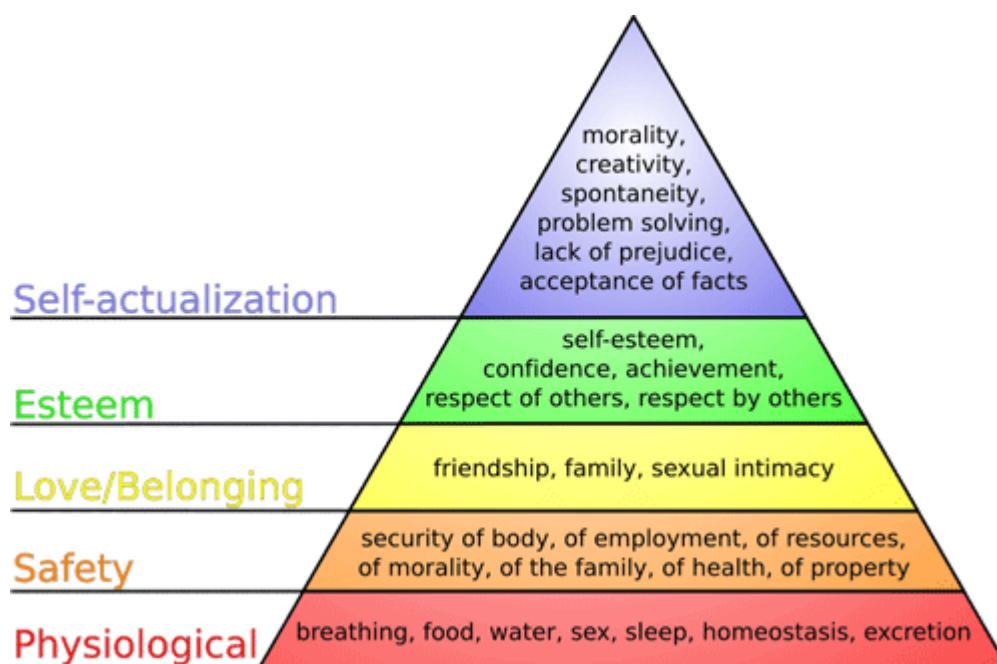 morality,
creativity,
spontaneity,
problem solving,
lack of prejudice,
acceptance of facts
Self-actualization
self-esteem,
confidence, achievement,
respect of others, respect by others
Esteem
friendship, family, sexual intimacy
Love/Belonging
security of body, of employment, of resources,
of morality, of the family, of health, of property
Safety
breathing, food, water, sex, sleep, homeostasis, excretion
Physiological